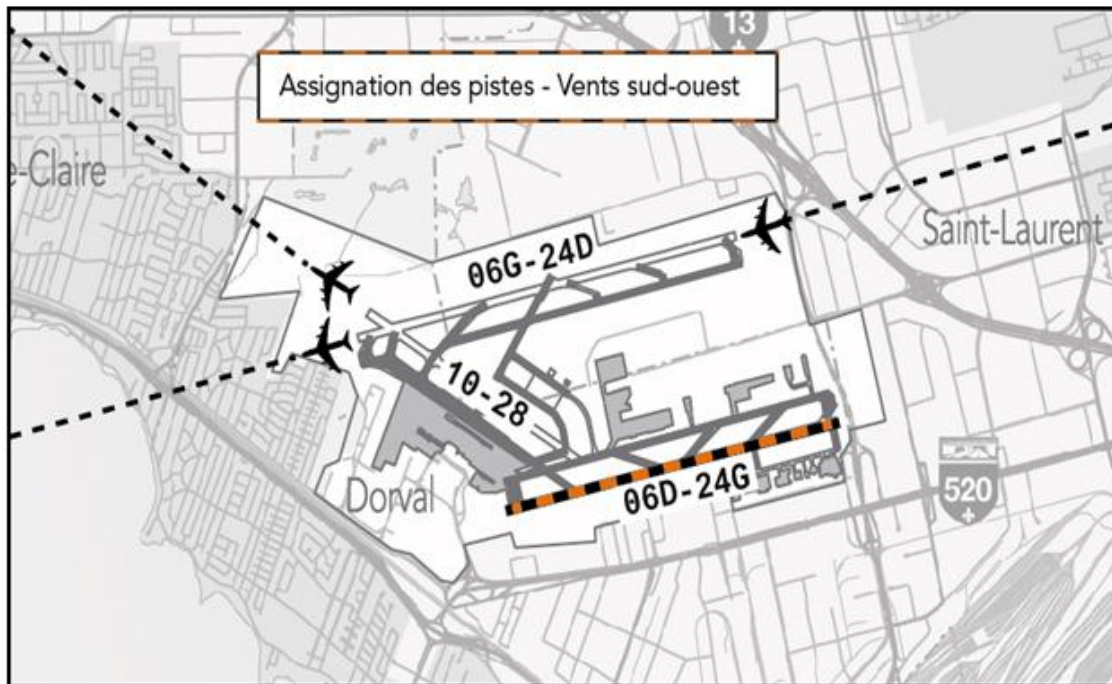 13
Assignation des pistes - Vents sud-ouest
e-Claire
Saint-Laurent
06G-24D
10-28
Dorval
06D-24G
520